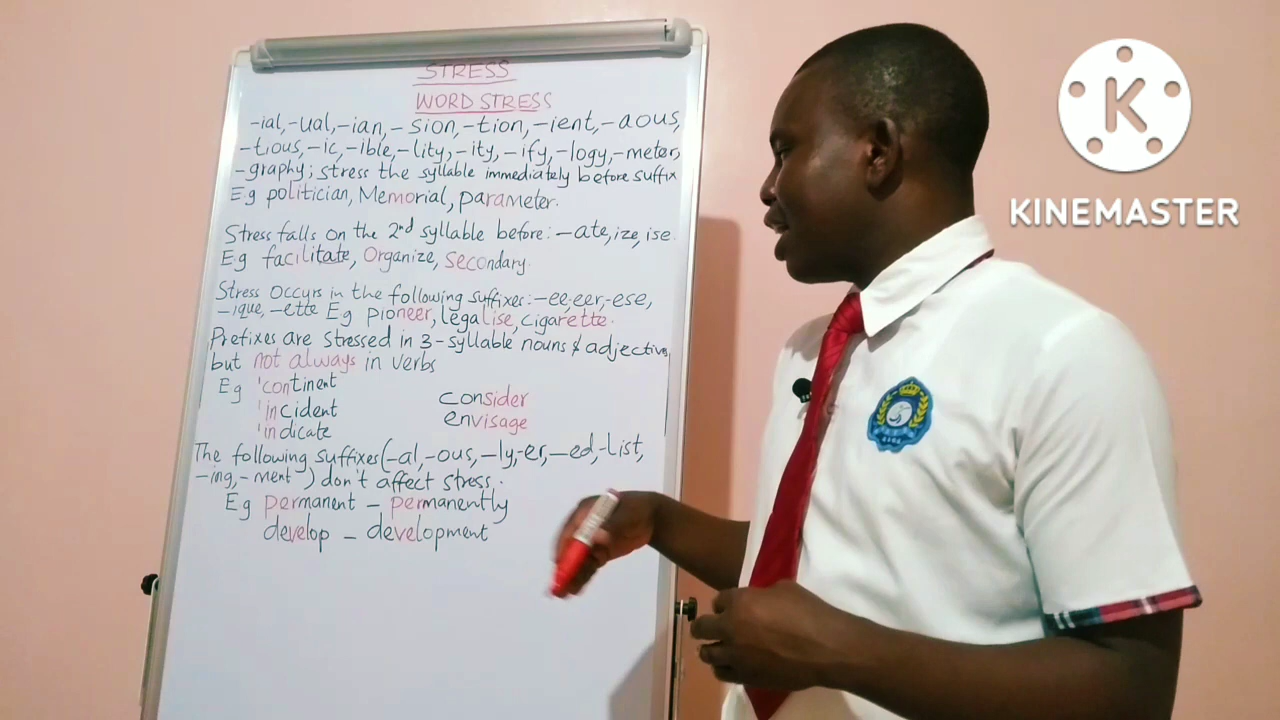 STRESS
WORD STRESS
-ial, -ual, -ian, -sion, -tion, -ient, -aous,
-tious, -ic, -ible, -lity, -ity, -ify, -logy, -meter,
-graphy; stress the syllable immediately before suffix
Eg politician, Memorial, parameter.
Stress falls on the 2nd syllable before: -ate, ize, ise.
Eg facilitate, Organize, secondary.
Stress occurs in the following suffixes:- -ee, eer, -ese,
-ique, -ette Eg pioneer, legalise, cigarette.
Prefixes are stressed in 3-syllable nouns & adjective,
but not always in verbs
Eg 'continent
'incident
'indicate
consider
envisage
The following suffixes (-al, -ous, -ly, -er, -ed, -list,
-ing, -ment) don't affect stress.
Eg permanent - permanently
develop - development
K
KINEMASTER